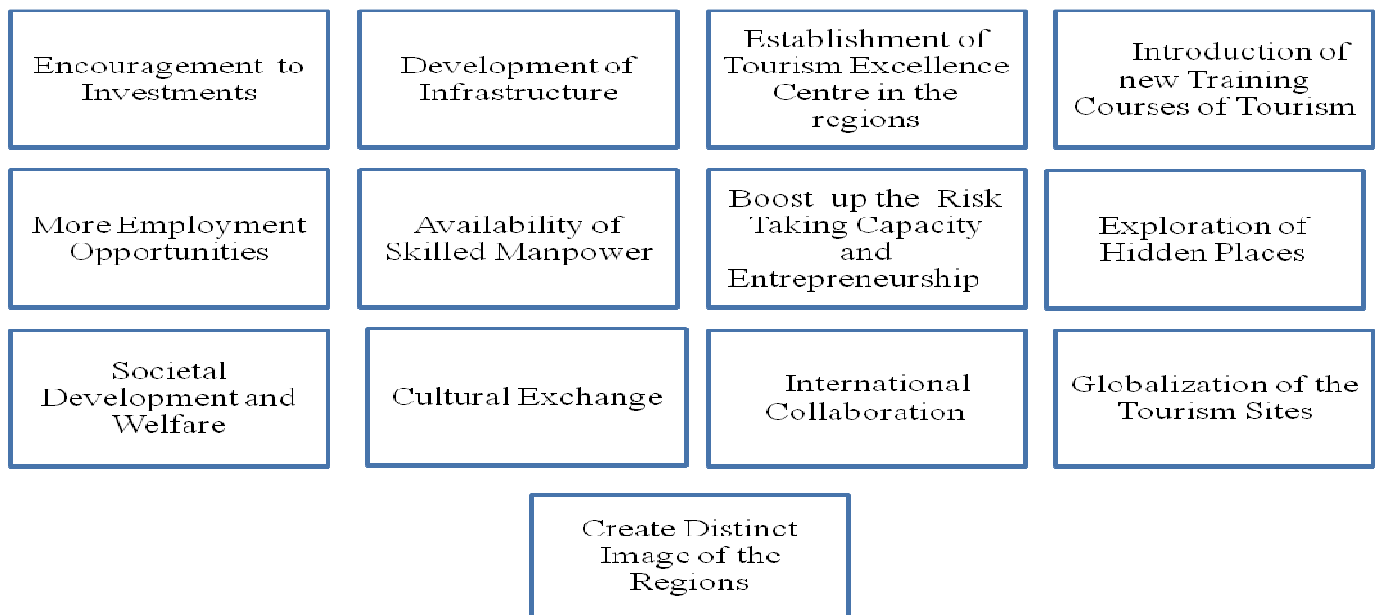 Encouragement to
Investments
Development of
Infrastructure
Establishment of
Tourism Excellence
Centre in the
regions
Introduction of
new Training
Courses of Tourism
More Employment
Opportunities
Availability of
Skilled Manpower
Boost up the Risk
Taking Capacity
and
Entrepreneurship
Exploration of
Hidden Places
Societal
Development and
Welfare
Cultural Exchange
International
Collaboration
Globalization of the
Tourism Sites
Create Distinct
Image of the
Regions